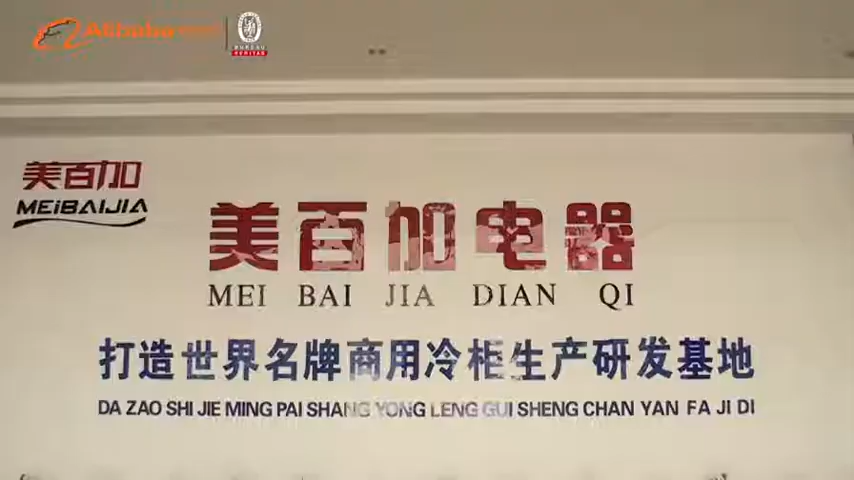 Alibaba
BUREAU
VERITAS
美百加
MEiBAiJIA
美百加电器
MEI BAI JIA DIAN QI
打造世界名牌商用冷柜生产研发基地
DA ZAO SHI JIE MING PAI SHANG YONG LENG GUI SHENG CHAN YAN FA JI DI